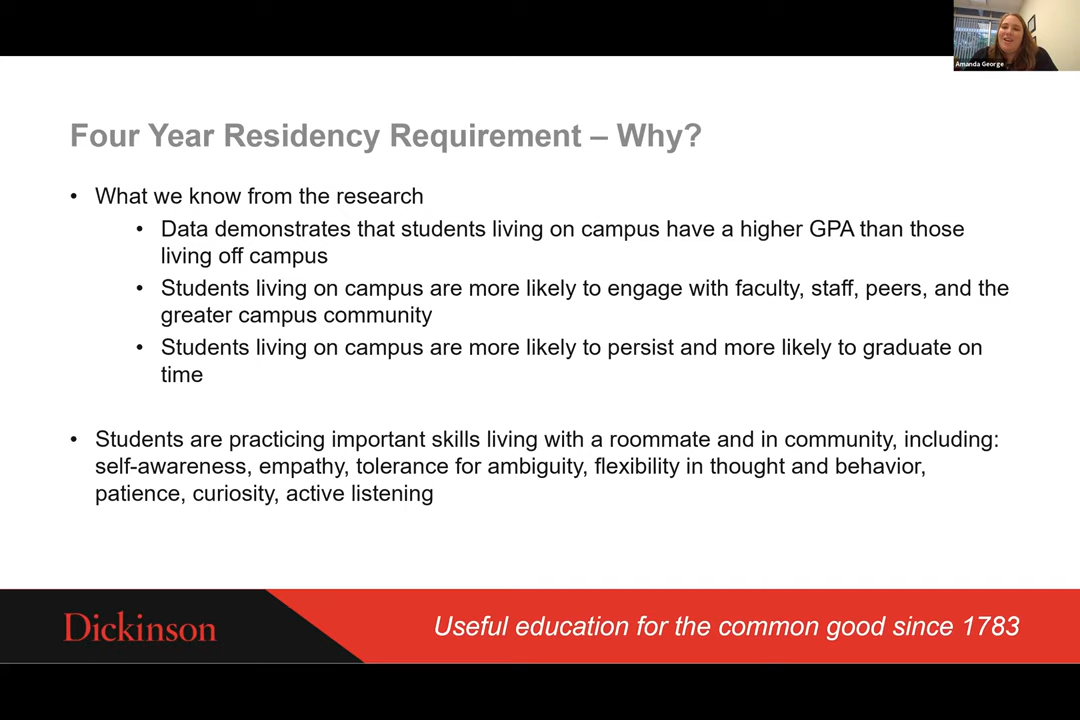 Amanda George
Four Year Residency Requirement – Why?
• What we know from the research
• Data demonstrates that students living on campus have a higher GPA than those
living off campus
• Students living on campus are more likely to engage with faculty, staff, peers, and the
greater campus community
• Students living on campus are more likely to persist and more likely to graduate on
time
• Students are practicing important skills living with a roommate and in community, including:
self-awareness, empathy, tolerance for ambiguity, flexibility in thought and behavior,
patience, curiosity, active listening
Dickinson
Useful education for the common good since 1783